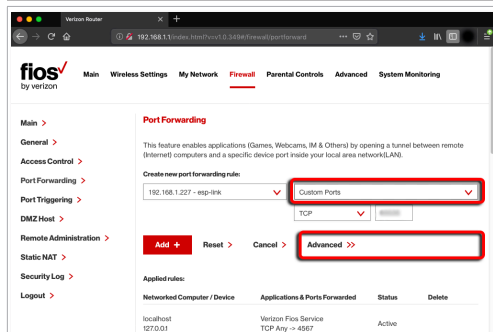 Verizon Router
192.168.1.1/index.html?v=v1.0.349#/firewall/portforward
fios
by verizon
Main Wireless Settings My Network Firewall Parental Controls Advanced System Monitoring
Main >
General >
Access Control >
Port Forwarding >
Port Triggering >
DMZ Host >
Remote Administration >
Static NAT >
Security Log >
Logout >
Port Forwarding
This feature enables applications (Games, Webcams, IM & Others) by opening a tunnel between remote
(Internet) computers and a specific device port inside your local area network(LAN).
Create new port forwarding rule:
192.168.1.227 - esp-link
Custom Ports
TCP
Add + Reset > Cancel > Advanced >>
Applied rules:
Networked Computer / Device Applications & Ports Forwarded Status Delete
localhost Verizon Fios Service
127.0.0.1 TCP Any -> 4567 Active